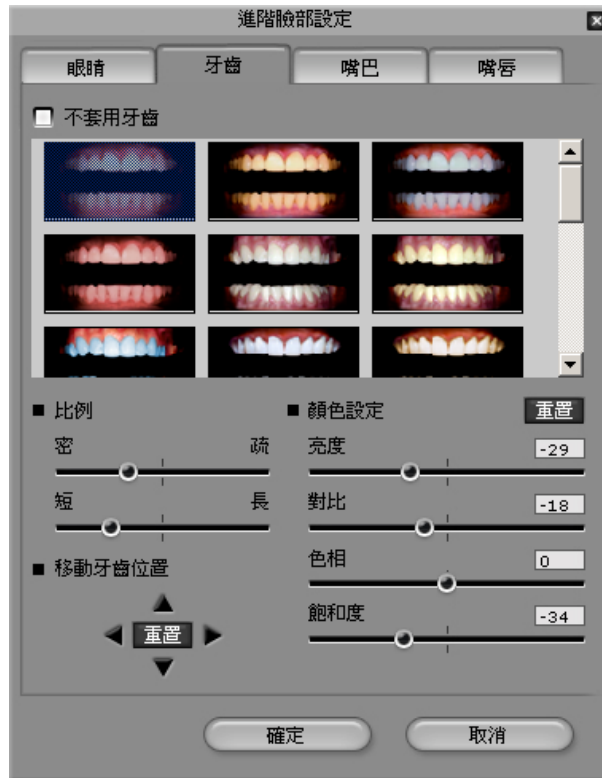 進階臉部設定
眼睛 牙齒 嘴巴 嘴唇
不套用牙齒
比例
密 疏
短 長
移動牙齒位置
重置
顏色設定 重置
亮度 -29
對比 -18
色相 0
飽和度 -34
確定 取消